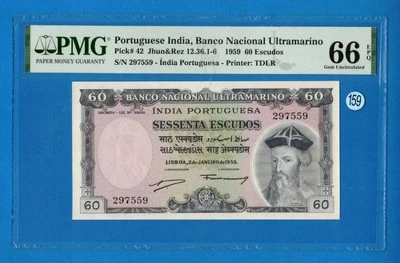 PMG
PAPER MONEY GUARANTY
Portuguese India, Banco Nacional Ultramarino
Pick# 42 Jhun&Rez 12.36.1-6 1959 60 Escudos
S/N 297559 - Índia Portuguesa - Printer: TDLR
66 EPQ
Gem Uncirculated
159
60 BANCO NACIONAL ULTRAMARINO 60
ÍNDIA PORTUGUESA
297559
SESSENTA ESCUDOS
LISBOA, 2 de JANEIRO de 1959.
297559
60 60